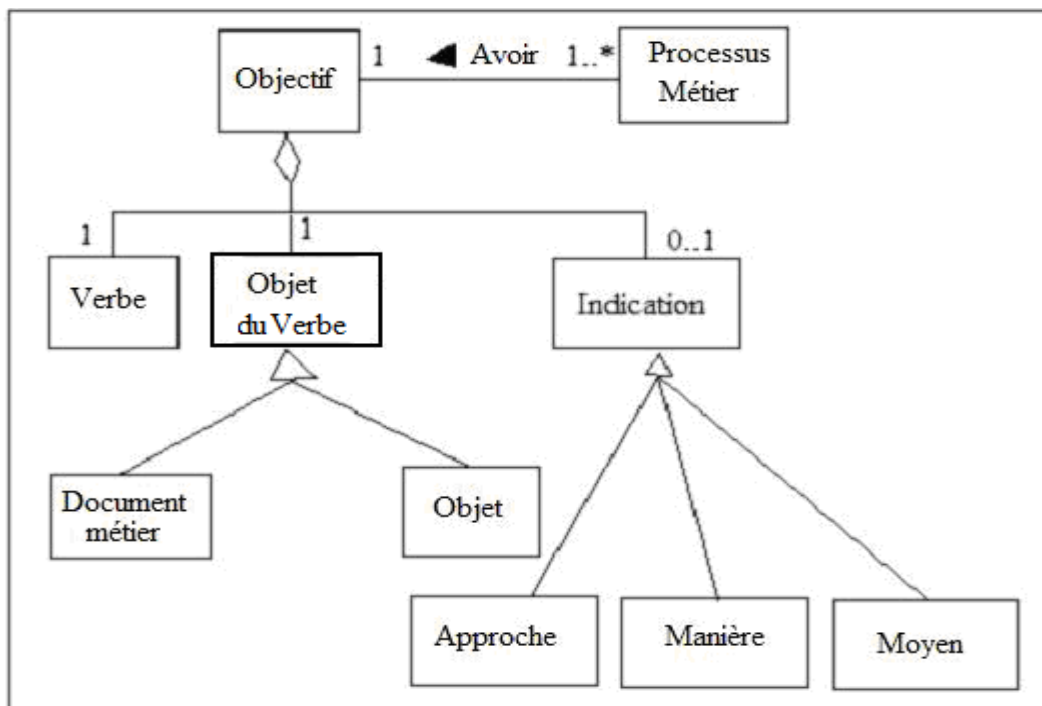 Objectif
1
Avoir
1..*
Processus
Métier
1
1
0..1
Verbe
Objet
du Verbe
Indication
Document
métier
Objet
Approche
Manière
Moyen